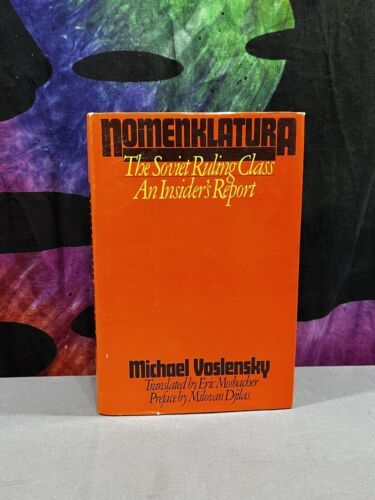 NOMENKLATURA
The Soviet Ruling Class
An Insider's Report
Michael Voslensky
Translated by Eric Mosbacher
Preface by Milovan Djilas